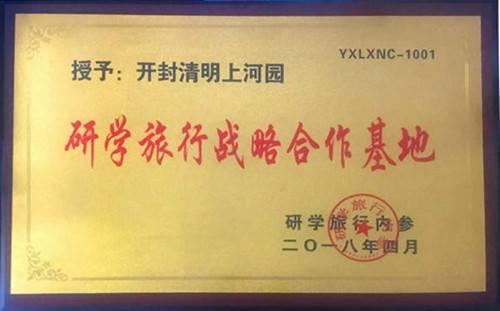 YXLXNC-1001
授予：开封清明上河园
研学旅行战略合作基地
研学旅行内参
二〇一八年四月